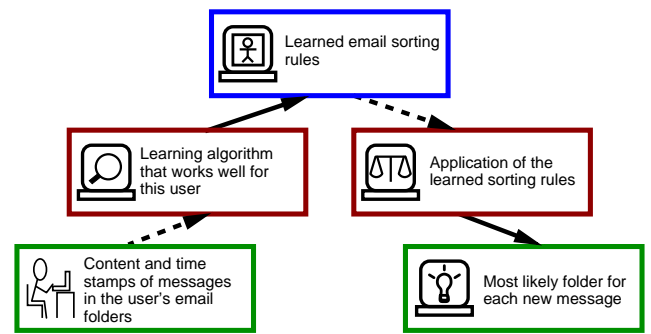 Learned email sorting
rules
Learning algorithm
that works well for
this user
Application of the
learned sorting rules
Content and time
stamps of messages
in the user's email
folders
Most likely folder for
each new message